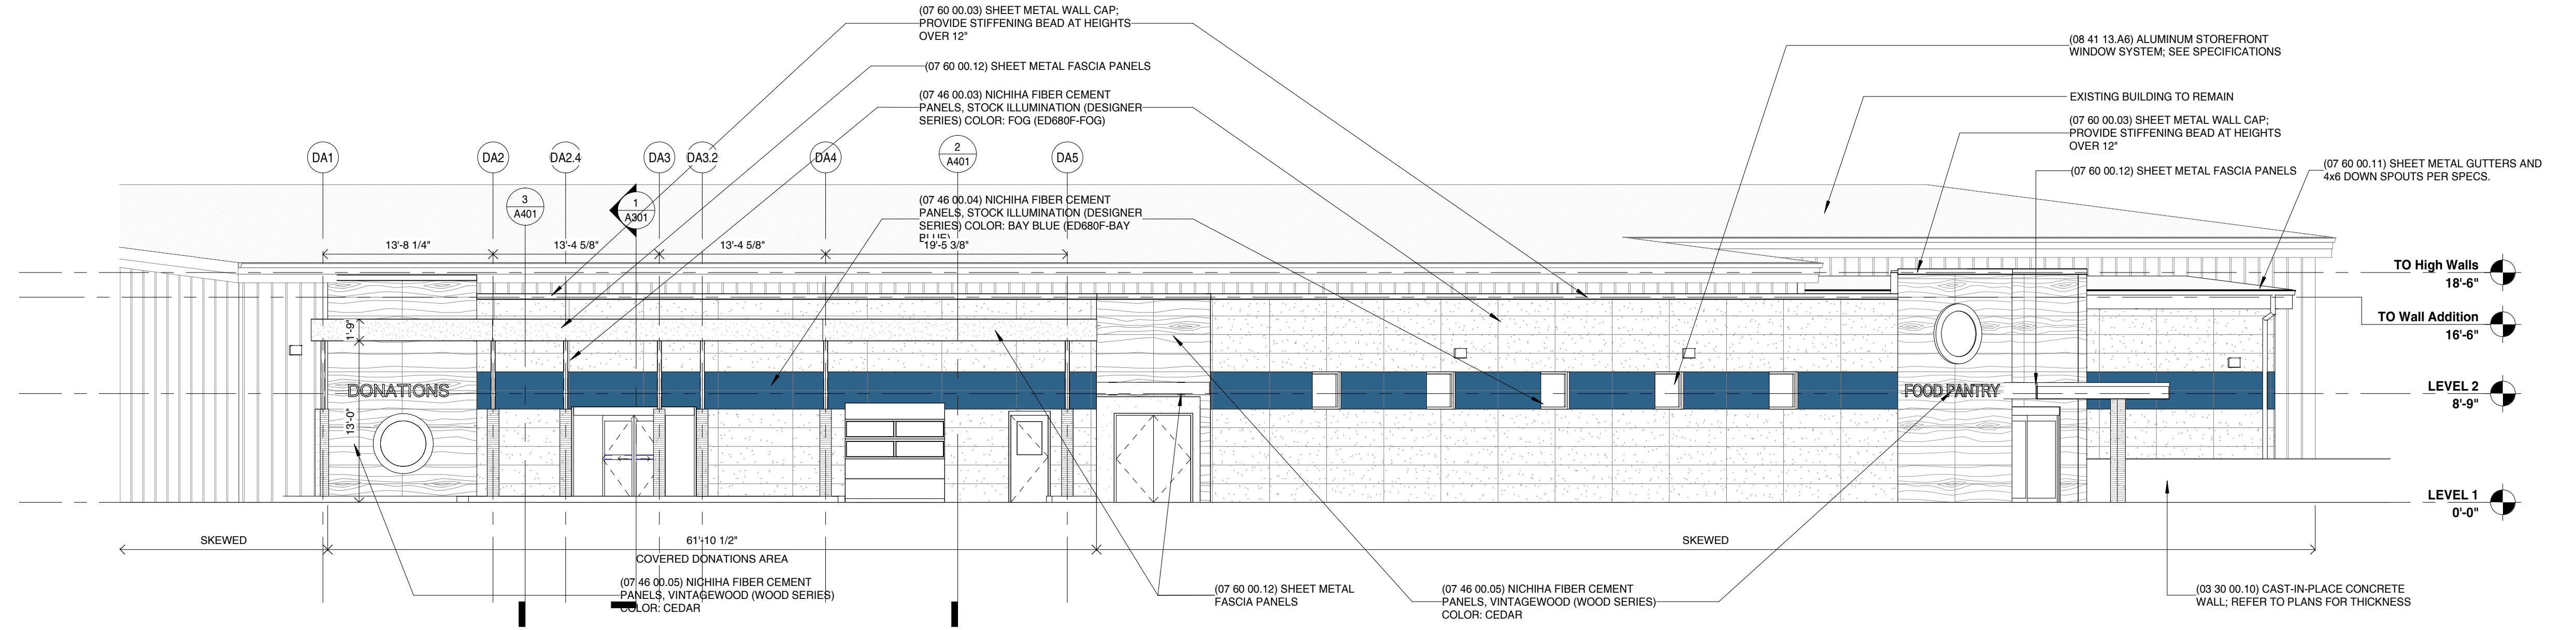 (07 60 00.03) SHEET METAL WALL CAP;
PROVIDE STIFFENING BEAD AT HEIGHTS
OVER 12"
(07 60 00.12) SHEET METAL FASCIA PANELS
(07 46 00.03) NICHIHA FIBER CEMENT
PANELS, STOCK ILLUMINATION (DESIGNER
SERIES) COLOR: FOG (ED680F-FOG)
(08 41 13.A6) ALUMINUM STOREFRONT
WINDOW SYSTEM; SEE SPECIFICATIONS
EXISTING BUILDING TO REMAIN
(07 60 00.03) SHEET METAL WALL CAP;
PROVIDE STIFFENING BEAD AT HEIGHTS
OVER 12"
(07 60 00.12) SHEET METAL FASCIA PANELS
(07 60 00.11) SHEET METAL GUTTERS AND
4x6 DOWN SPOUTS PER SPECS.
DA1
DA2
DA2.4
DA3
DA3.2
DA4
2
A401
DA5
3
A401
1
A301
(07 46 00.04) NICHIHA FIBER CEMENT
PANELS, STOCK ILLUMINATION (DESIGNER
SERIES) COLOR: BAY BLUE (ED680F-BAY
BLUE)
13'-8 1/4"
13'-4 5/8"
13'-4 5/8"
19'-5 3/8"
TO High Walls
18'-6"
TO Wall Addition
16'-6"
LEVEL 2
8'-9"
LEVEL 1
0'-0"
1'-9"
13'-0"
DONATIONS
FOOD PANTRY
SKEWED
61'-10 1/2"
COVERED DONATIONS AREA
SKEWED
(07 46 00.05) NICHIHA FIBER CEMENT
PANELS, VINTAGEWOOD (WOOD SERIES)
COLOR: CEDAR
(07 60 00.12) SHEET METAL
FASCIA PANELS
(07 46 00.05) NICHIHA FIBER CEMENT
PANELS, VINTAGEWOOD (WOOD SERIES)
COLOR: CEDAR
(03 30 00.10) CAST-IN-PLACE CONCRETE
WALL; REFER TO PLANS FOR THICKNESS